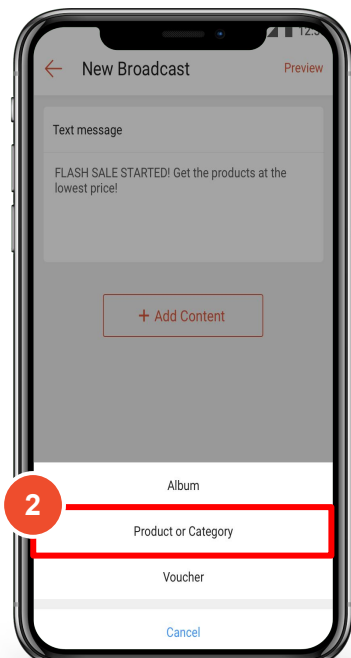 New Broadcast
Preview
Text message
FLASH SALE STARTED! Get the products at the
lowest price!
+ Add Content
Album
2
Product or Category
Voucher
Cancel